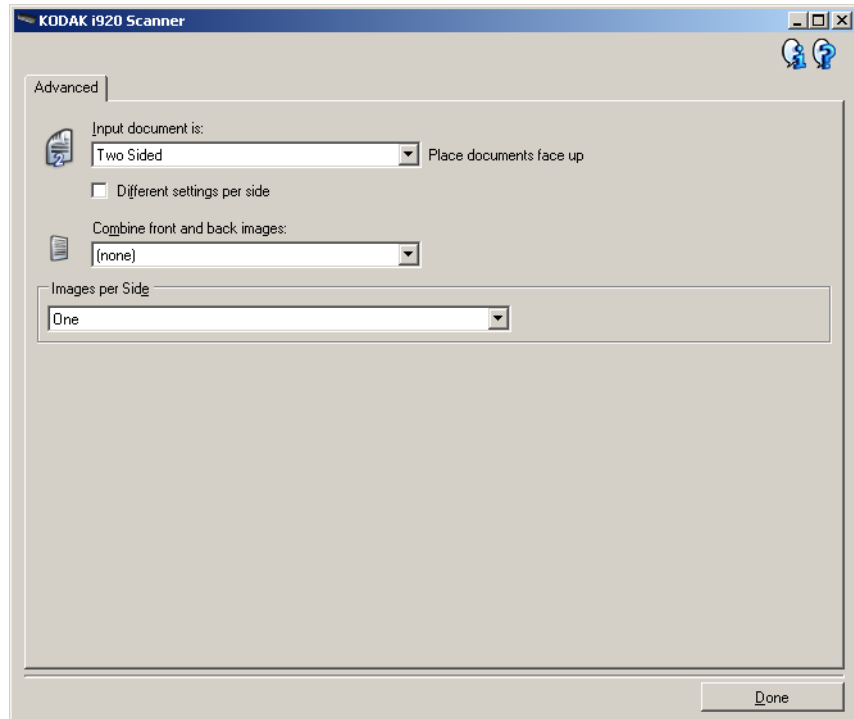 KODAK i920 Scanner
Advanced
Input document is:
2
Two Sided
Place documents face up
Different settings per side
Combine front and back images:
(none)
Images per Side
One
Done